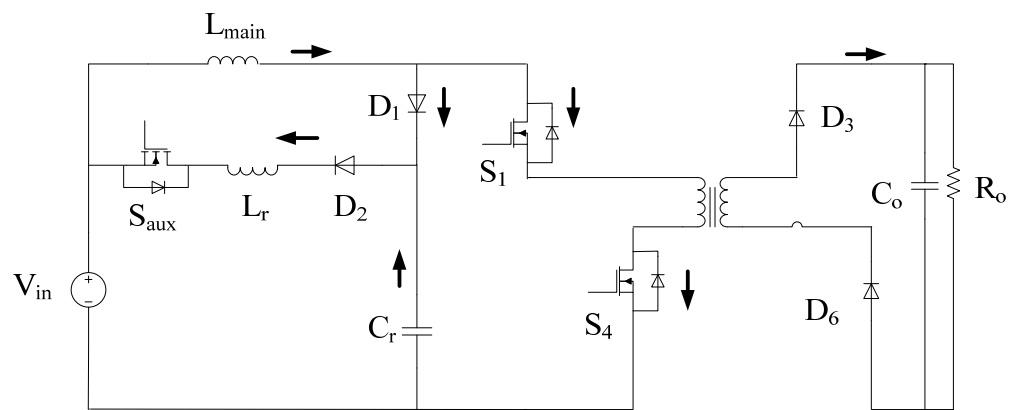 Lmain
D1
D3
S1
Saux
Lr
D2
Co
Ro
Vin
+
−
Cr
S4
D6